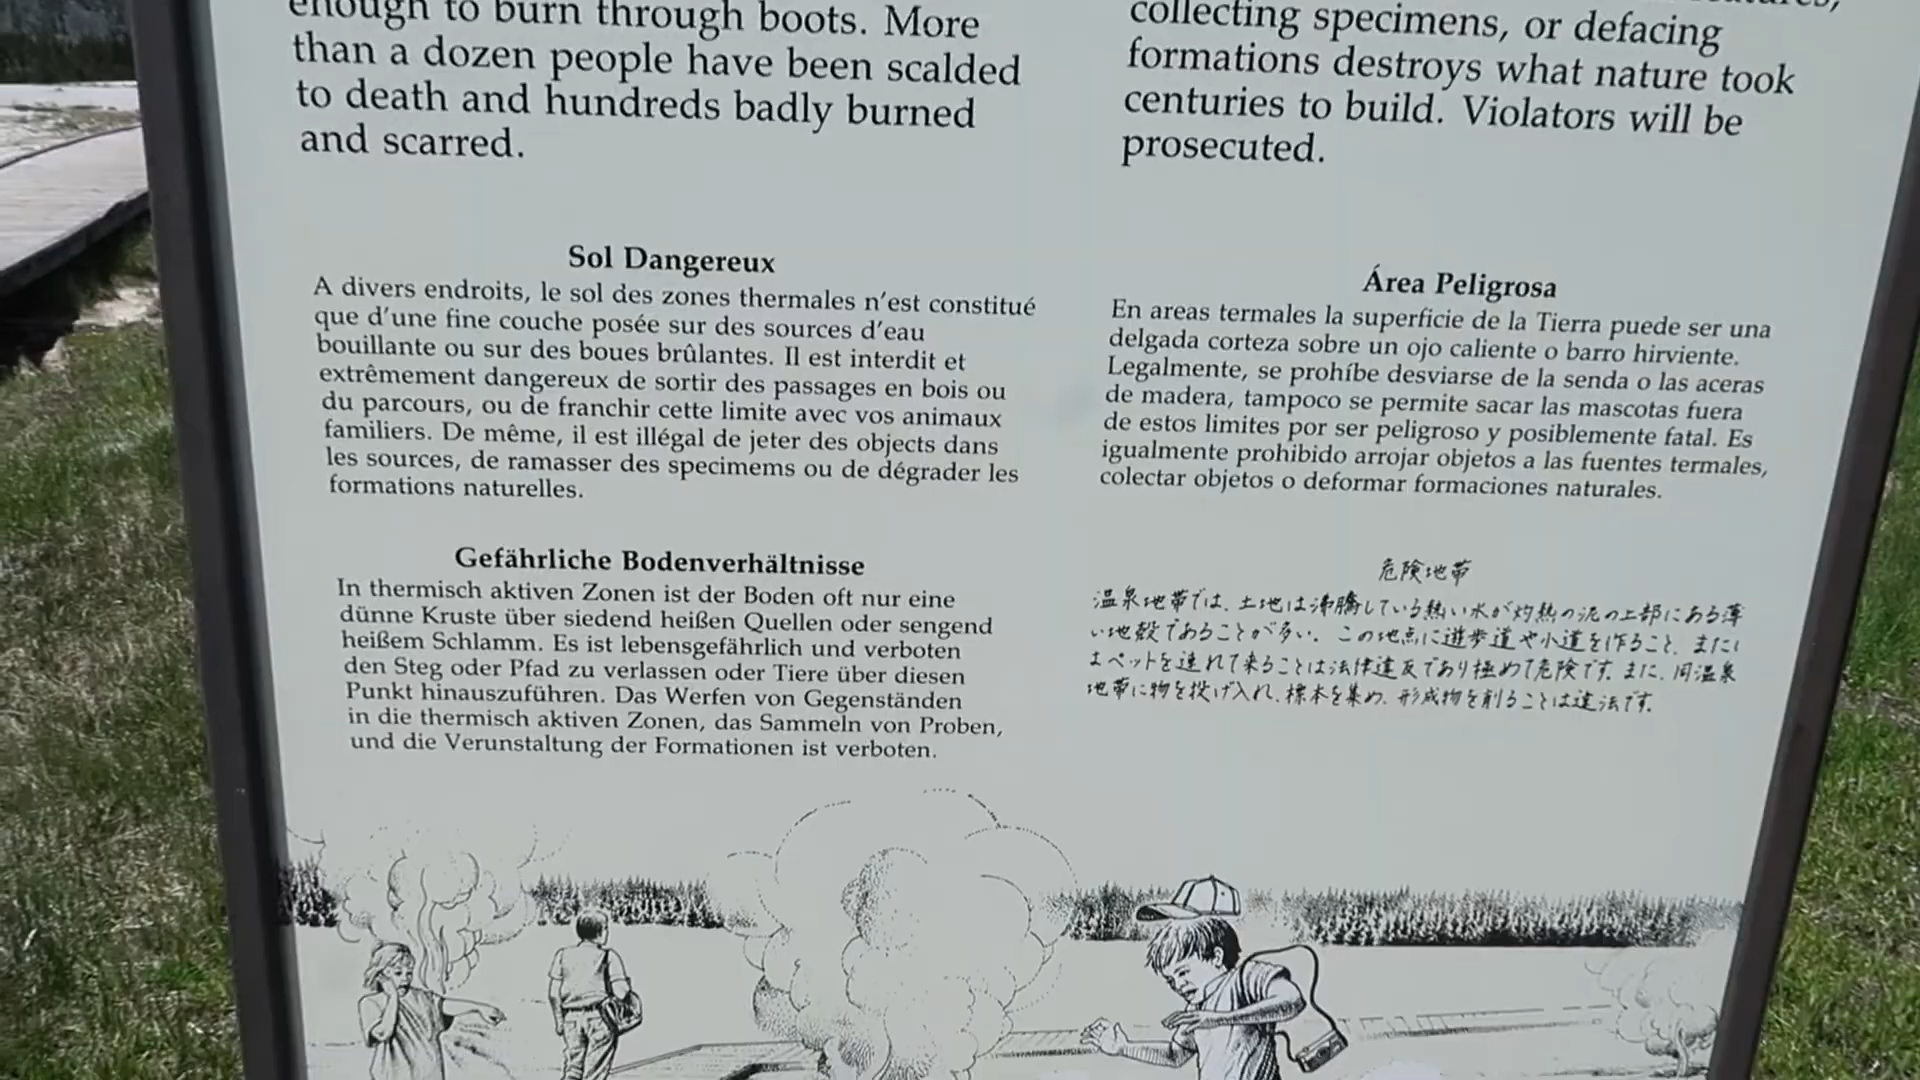 enough to burn through boots. More
than a dozen people have been scalded
to death and hundreds badly burned
and scarred.
collecting specimens, or defacing
formations destroys what nature took
centuries to build. Violators will be
prosecuted.
Sol Dangereux
A divers endroits, le sol des zones thermales n'est constitué
que d'une fine couche posée sur des sources d'eau
bouillante ou sur des boues brûlantes. Il est interdit et
extrêmement dangereux de sortir des passages en bois ou
du parcours, ou de franchir cette limite avec vos animaux
familiers. De même, il est illégal de jeter des objects dans
les sources, de ramasser des specimems ou de dégrader les
formations naturelles.
Área Peligrosa
En areas termales la superficie de la Tierra puede ser una
delgada corteza sobre un ojo caliente o barro hirviente.
Legalmente, se prohíbe desviarse de la senda o las aceras
de madera, tampoco se permite sacar las mascotas fuera
de estos limites por ser peligroso y posiblemente fatal. Es
igualmente prohibido arrojar objetos a las fuentes termales,
colectar objetos o deformar formaciones naturales.
Gefährliche Bodenverhältnisse
In thermisch aktiven Zonen ist der Boden oft nur eine
dünne Kruste über siedend heißen Quellen oder sengend
heißem Schlamm. Es ist lebensgefährlich und verboten
den Steg oder Pfad zu verlassen oder Tiere über diesen
Punkt hinauszuführen. Das Werfen von Gegenständen
in die thermisch aktiven Zonen, das Sammeln von Proben,
und die Verunstaltung der Formationen ist verboten.
危険地帯
温泉地帯では、土地は沸騰している熱い水が灼熱の泥の上部にある薄
い地殻であることが多い。この地点に遊歩道や小道を作ること、または
はペットを連れて来ることは法律違反であり極めて危険です。また、同温泉
地帯に物を投げ入れ、標本を集め、形成物を削ることは違法です。